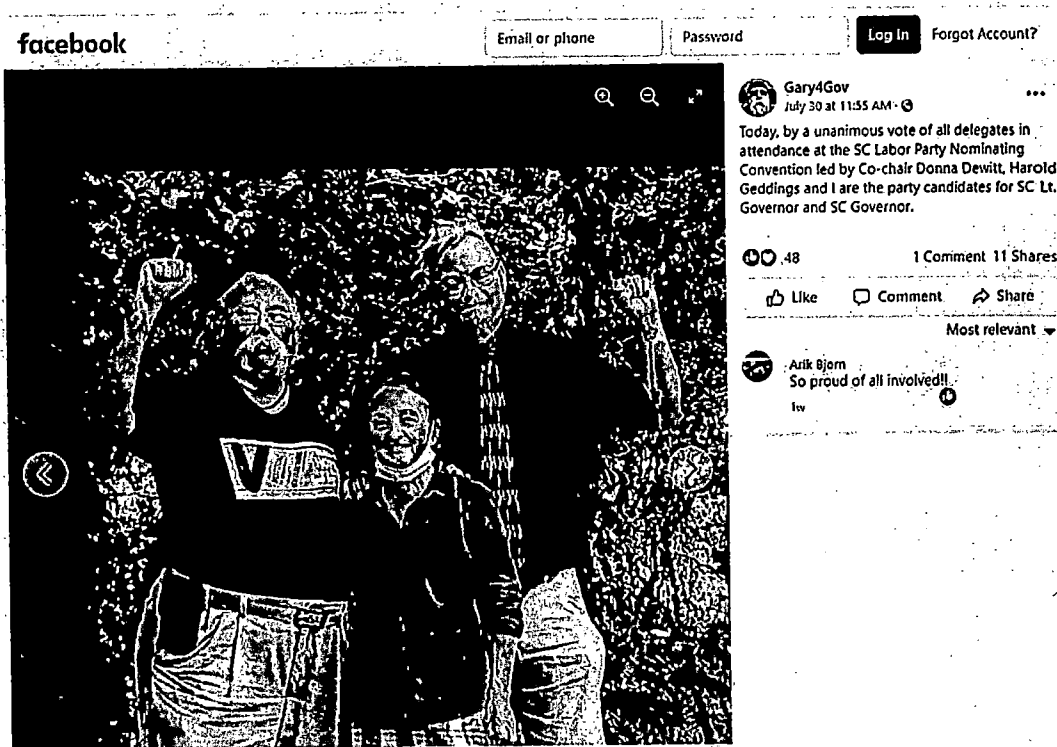 facebook
Email or phone
Password
Log In
Forgot Account?
Gary4Gov
July 30 at 11:55 AM ·
Today, by a unanimous vote of all delegates in
attendance at the SC Labor Party Nominating
Convention led by Co-chair Donna Dewitt, Harold
Geddings and I are the party candidates for SC Lt.
Governor and SC Governor.
48
1 Comment 11 Shares
Like
Comment
Share
Most relevant
Arik Bjorn
So proud of all involved!!
1w